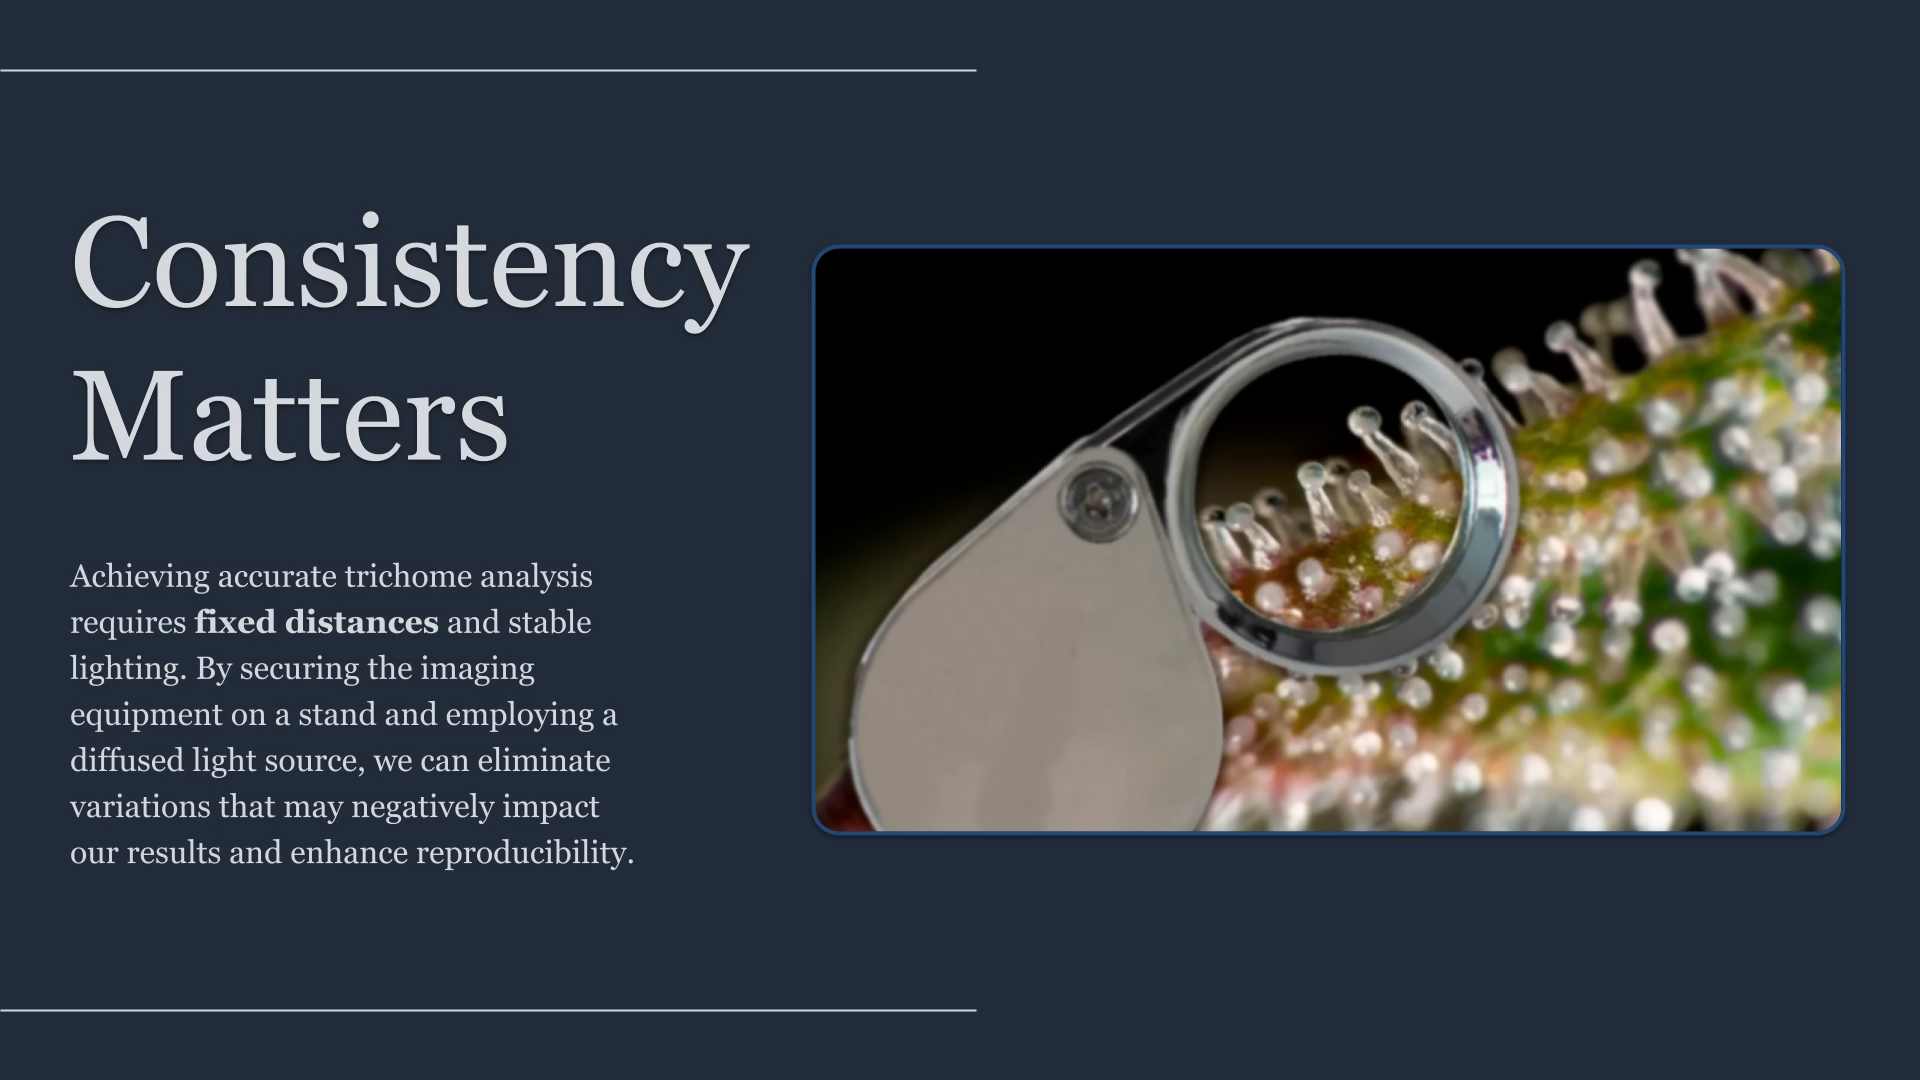 Consistency
Matters
Achieving accurate trichome analysis
requires fixed distances and stable
lighting. By securing the imaging
equipment on a stand and employing a
diffused light source, we can eliminate
variations that may negatively impact
our results and enhance reproducibility.